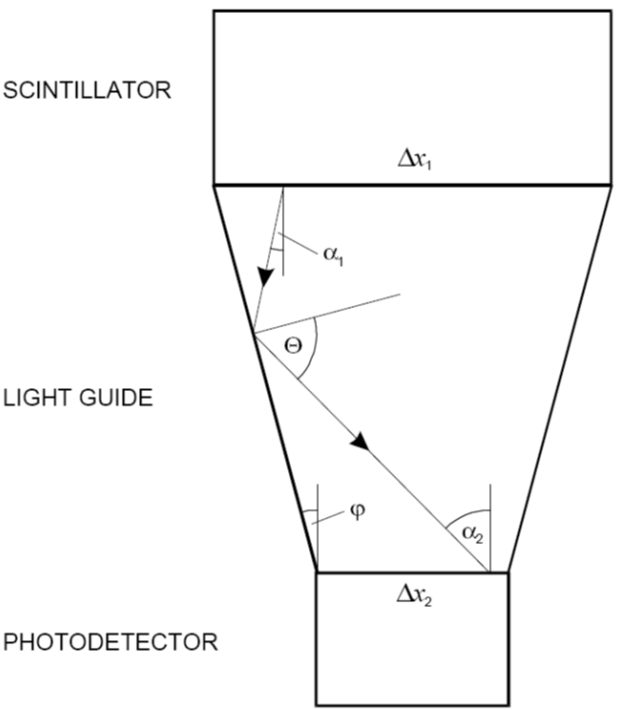 SCINTILLATOR
Δx₁
α₁
Θ
LIGHT GUIDE
φ
α₂
Δx₂
PHOTODETECTOR